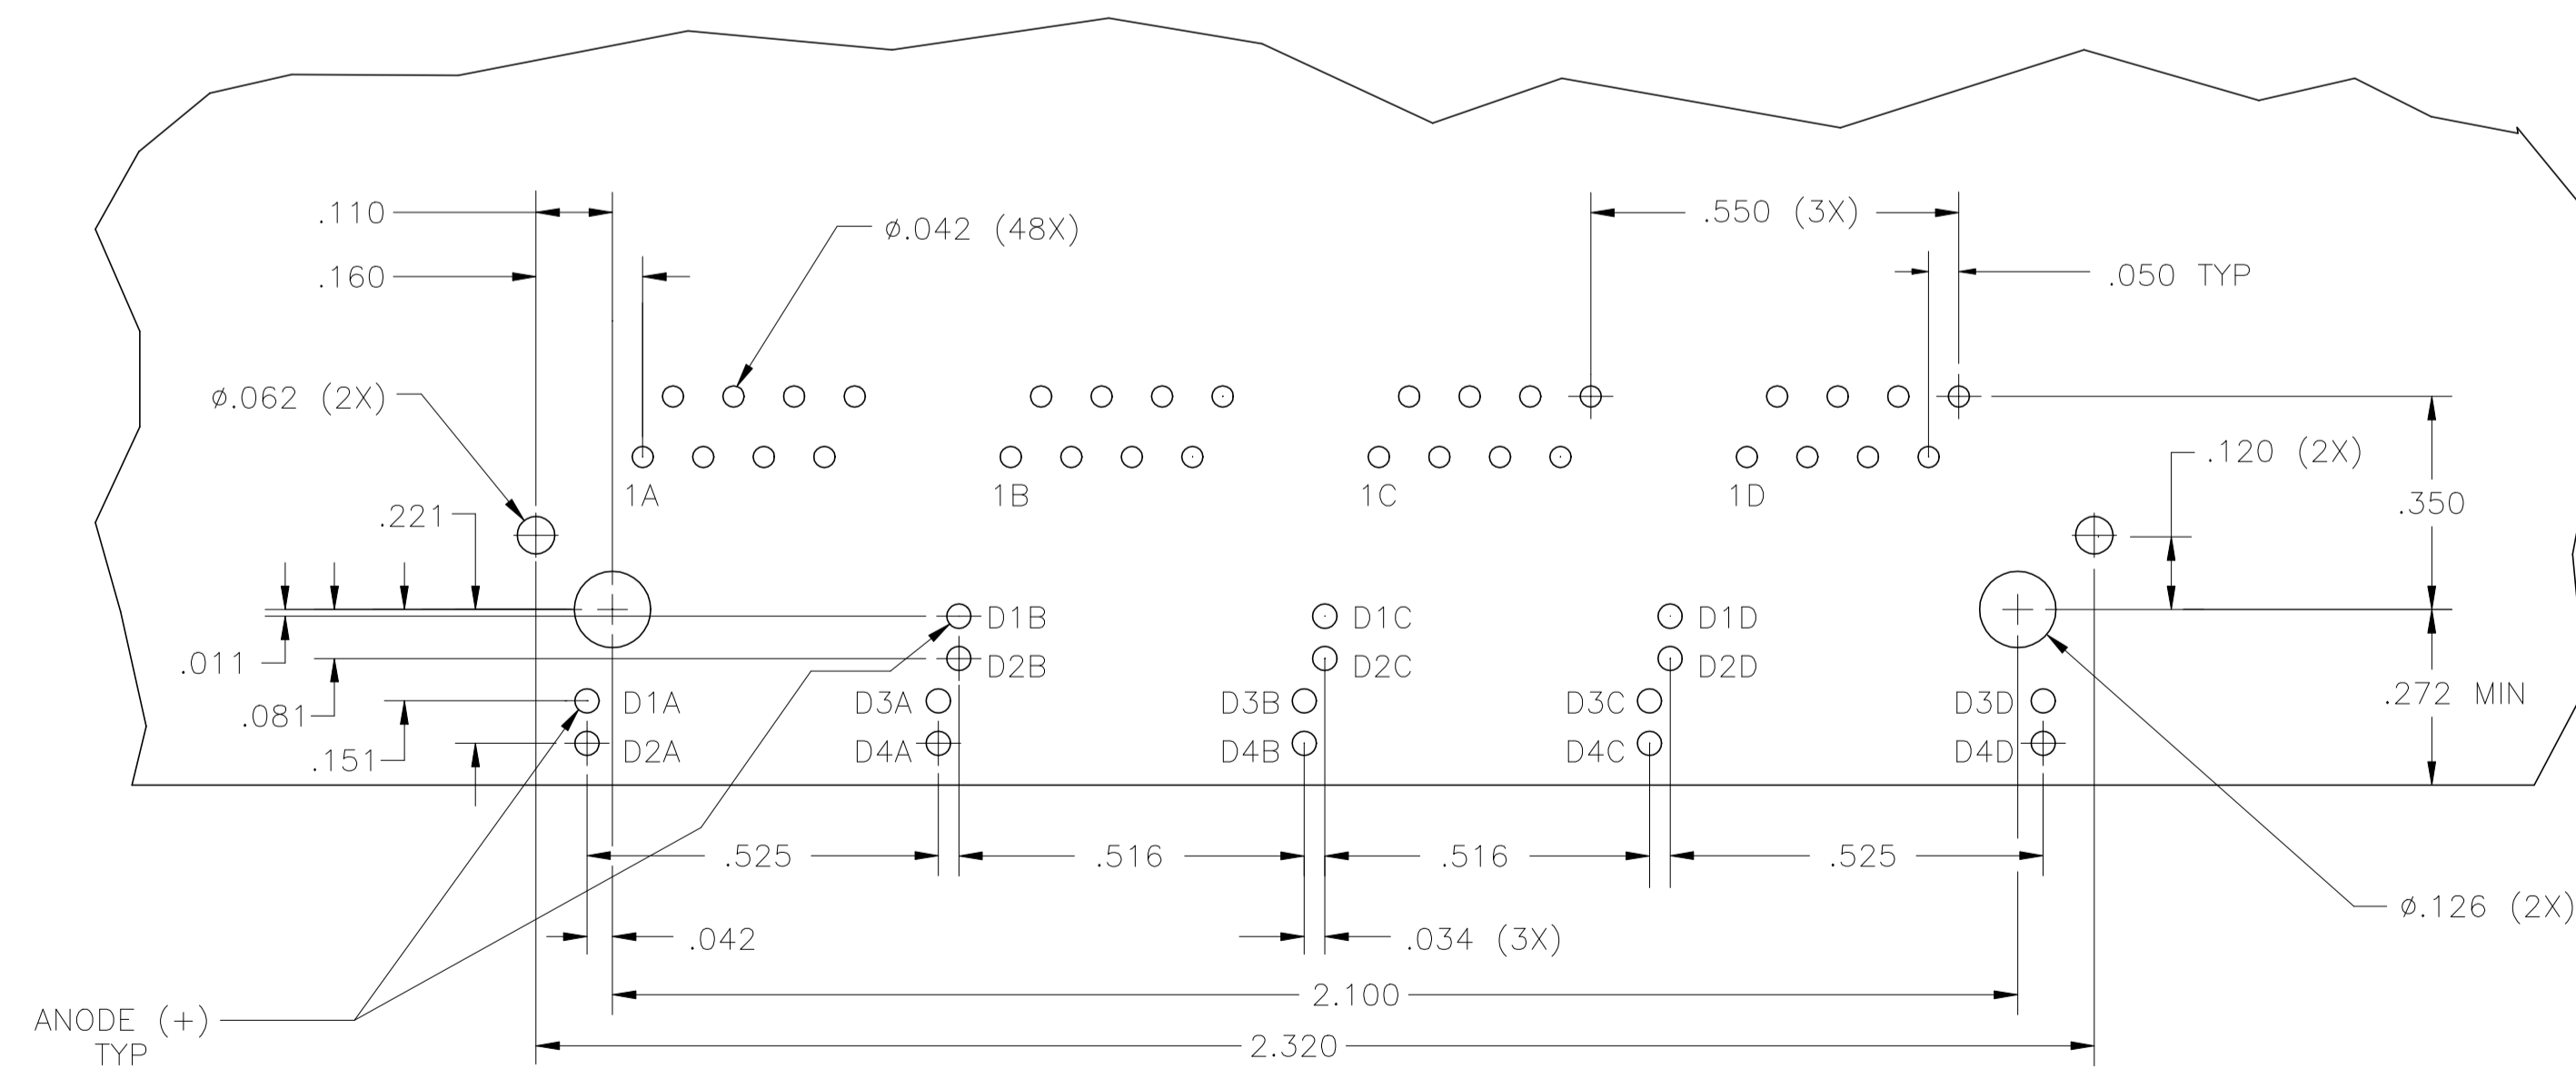 .110
.550 (3X)
ø.042 (48X)
.160
.050 TYP
ø.062 (2X)
.120 (2X)
1A
1B
1C
1D
.350
.221
D1B
D1C
D1D
.011
D2B
D2C
D2D
.272 MIN
D1A
D3A
D3B
D3C
D3D
.081
D2A
D4A
D4B
D4C
D4D
.151
.525
.516
.516
.525
ø.126 (2X)
.042
.034 (3X)
2.100
ANODE (+)
TYP
2.320